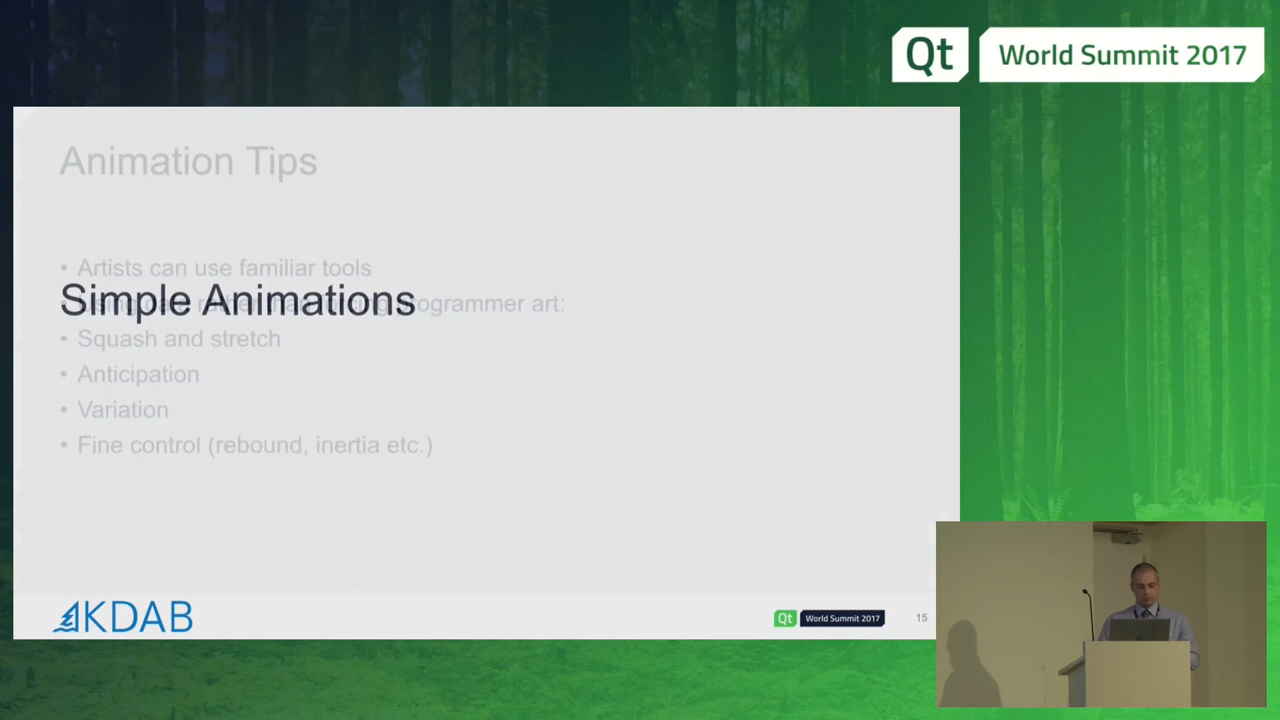 Qt World Summit 2017
Animation Tips
• Artists can use familiar tools
Simple Animations
programmer art:
• Squash and stretch
• Anticipation
• Variation
• Fine control (rebound, inertia etc.)
KDAB
Qt World Summit 2017 15